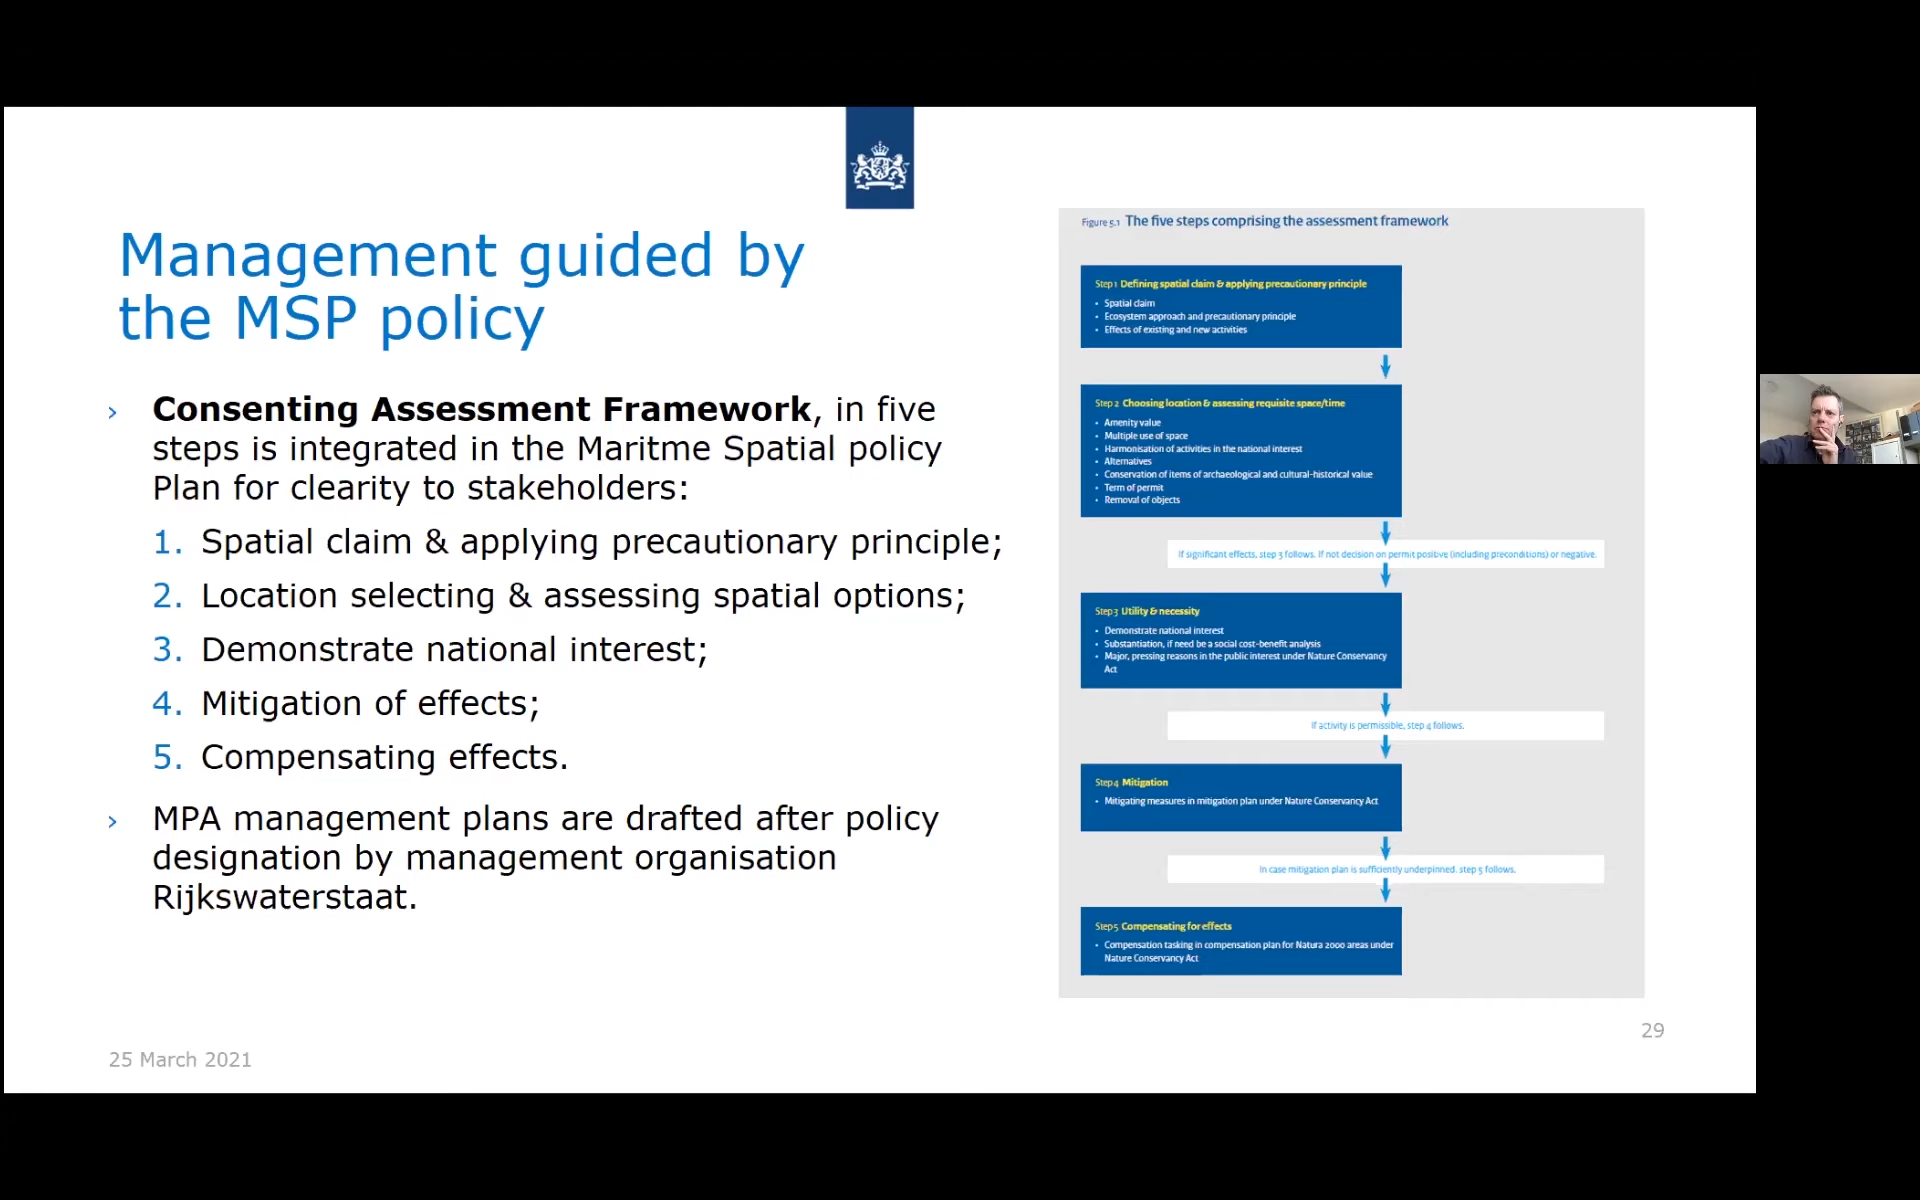 Management guided by
the MSP policy
› Consenting Assessment Framework, in five
steps is integrated in the Maritme Spatial policy
Plan for clearity to stakeholders:
1. Spatial claim & applying precautionary principle;
2. Location selecting & assessing spatial options;
3. Demonstrate national interest;
4. Mitigation of effects;
5. Compensating effects.
› MPA management plans are drafted after policy
designation by management organisation
Rijkswaterstaat.
25 March 2021
Figure 5.1 The five steps comprising the assessment framework
Step 1 Defining spatial claim & applying precautionary principle
• Spatial claim
• Ecosystem approach and precautionary principle
• Effects of existing and new activities
Step 2 Choosing location & assessing requisite space/time
• Amenity value
• Multiple use of space
• Harmonisation of activities in the national interest
• Alternatives
• Conservation of items of archaeological and cultural-historical value
• Term of permit
• Removal of objects
If significant effects, step 3 follows. If not decision on permit positive (including preconditions) or negative.
Step 3 Utility & necessity
• Demonstrate national interest
• Substantiation, if need be a social cost-benefit analysis
• Major, pressing reasons in the public interest under Nature Conservancy
Act
If activity is permissible, step 4 follows.
Step 4 Mitigation
• Mitigating measures in mitigation plan under Nature Conservancy Act
In case mitigation plan is sufficiently underpinned, step 5 follows.
Step 5 Compensating for effects
• Compensation tasking in compensation plan for Natura 2000 areas under
Nature Conservancy Act
29